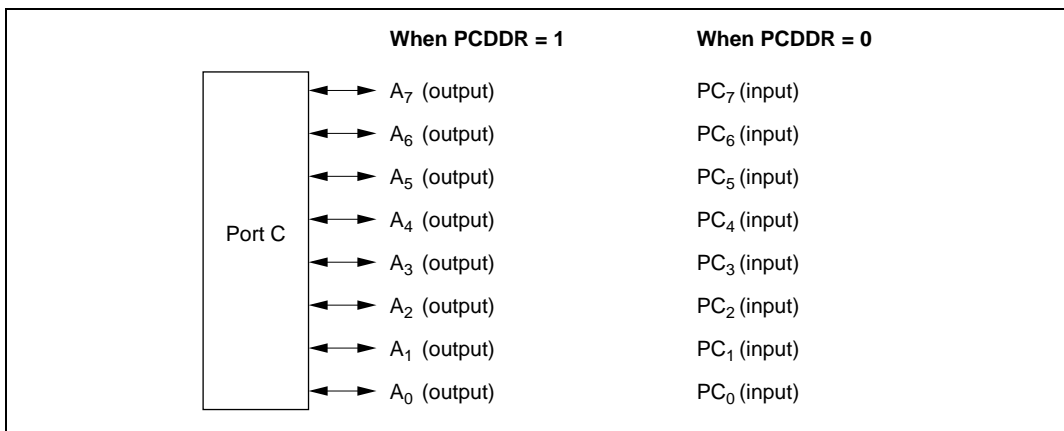 When PCDDR = 1 When PCDDR = 0
A7 (output) PC7 (input)
A6 (output) PC6 (input)
A5 (output) PC5 (input)
Port C A4 (output) PC4 (input)
A3 (output) PC3 (input)
A2 (output) PC2 (input)
A1 (output) PC1 (input)
A0 (output) PC0 (input)